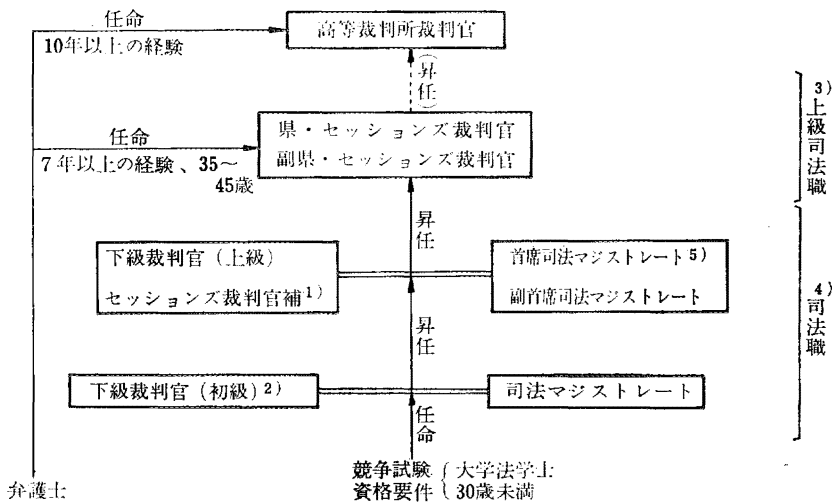 任命
高等裁判所裁判官
10年以上の経験
(昇任)
3)
上級司法職
任命
県・セッションズ裁判官
7年以上の経験、35〜
副県・セッションズ裁判官
45歳
昇任
下級裁判官(上級)
首席司法マジストレート5)
セッションズ裁判官補1)
副首席司法マジストレート
4)
司法職
昇任
下級裁判官(初級)2)
司法マジストレート
任命
競争試験 { 大学法学士
弁護士
資格要件 30歳未満